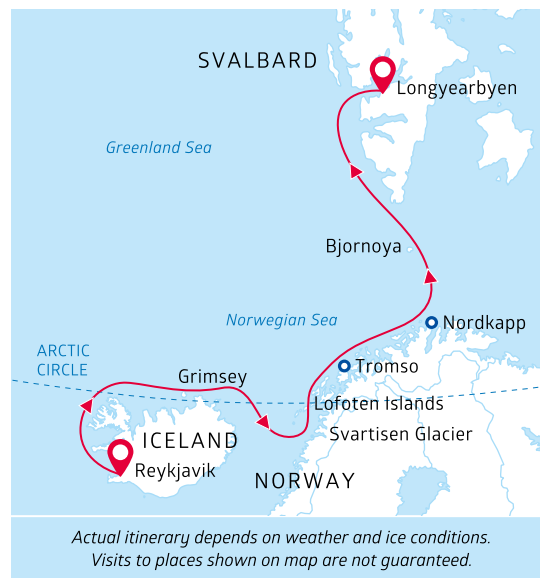 SVALBARD
Longyearbyen
Greenland Sea
Bjornoya
Norwegian Sea
Nordkapp
ARCTIC
CIRCLE
Tromso
Grimsey
Lofoten Islands
Svartisen Glacier
ICELAND
Reykjavik
NORWAY
Actual itinerary depends on weather and ice conditions.
Visits to places shown on map are not guaranteed.